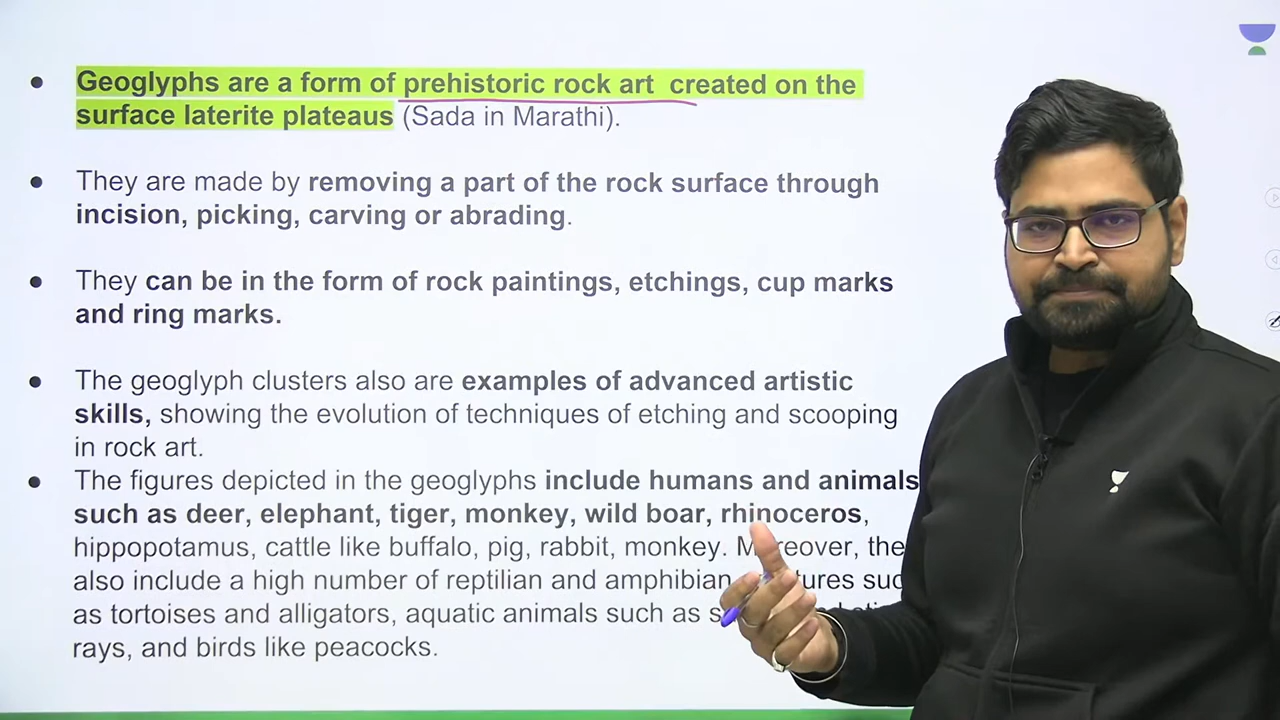 Geoglyphs are a form of prehistoric rock art created on the
surface laterite plateaus (Sada in Marathi).
They are made by removing a part of the rock surface through
incision, picking, carving or abrading.
They can be in the form of rock paintings, etchings, cup marks
and ring marks.
The geoglyph clusters also are examples of advanced artistic
skills, showing the evolution of techniques of etching and scooping
in rock art.
The figures depicted in the geoglyphs include humans and animals
such as deer, elephant, tiger, monkey, wild boar, rhinoceros,
hippopotamus, cattle like buffalo, pig, rabbit, monkey. Moreover, the
also include a high number of reptilian and amphibian
as tortoises and alligators, aquatic animals such as
rays, and birds like peacocks.